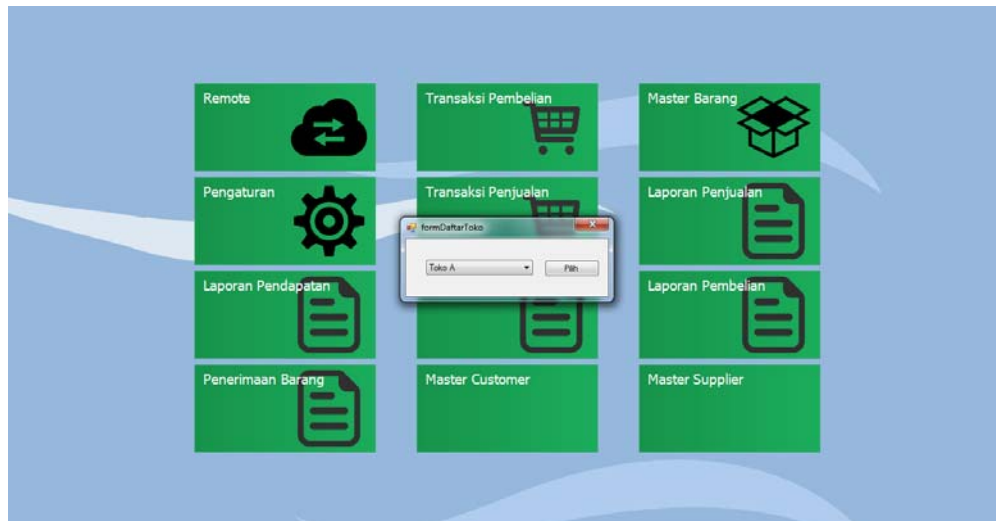 Remote
Transaksi Pembelian
Master Barang
Pengaturan
Transaksi Penjualan
Laporan Penjualan
formDaftarToko
Toko A
Pilih
Laporan Pendapatan
Laporan Pembelian
Penerimaan Barang
Master Customer
Master Supplier